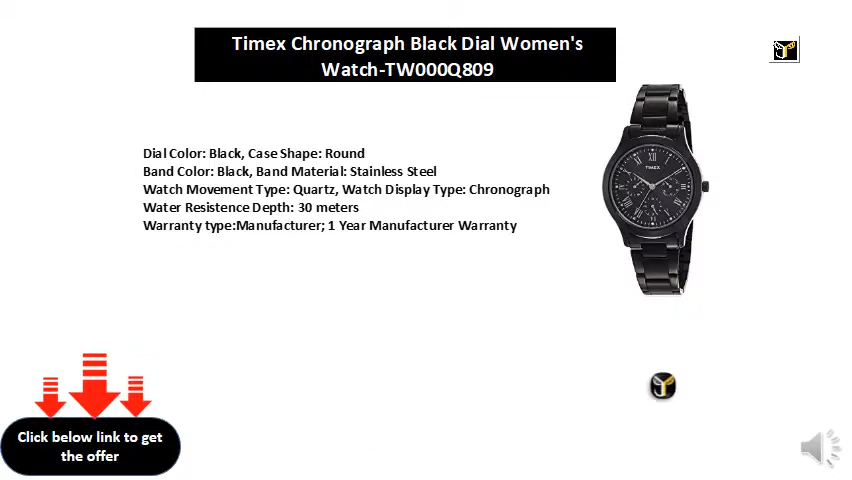 Timex Chronograph Black Dial Women's
Watch-TW000Q809
Dial Color: Black, Case Shape: Round
Band Color: Black, Band Material: Stainless Steel
Watch Movement Type: Quartz, Watch Display Type: Chronograph
Water Resistence Depth: 30 meters
Warranty type:Manufacturer; 1 Year Manufacturer Warranty
TIMEX
Click below link to get
the offer